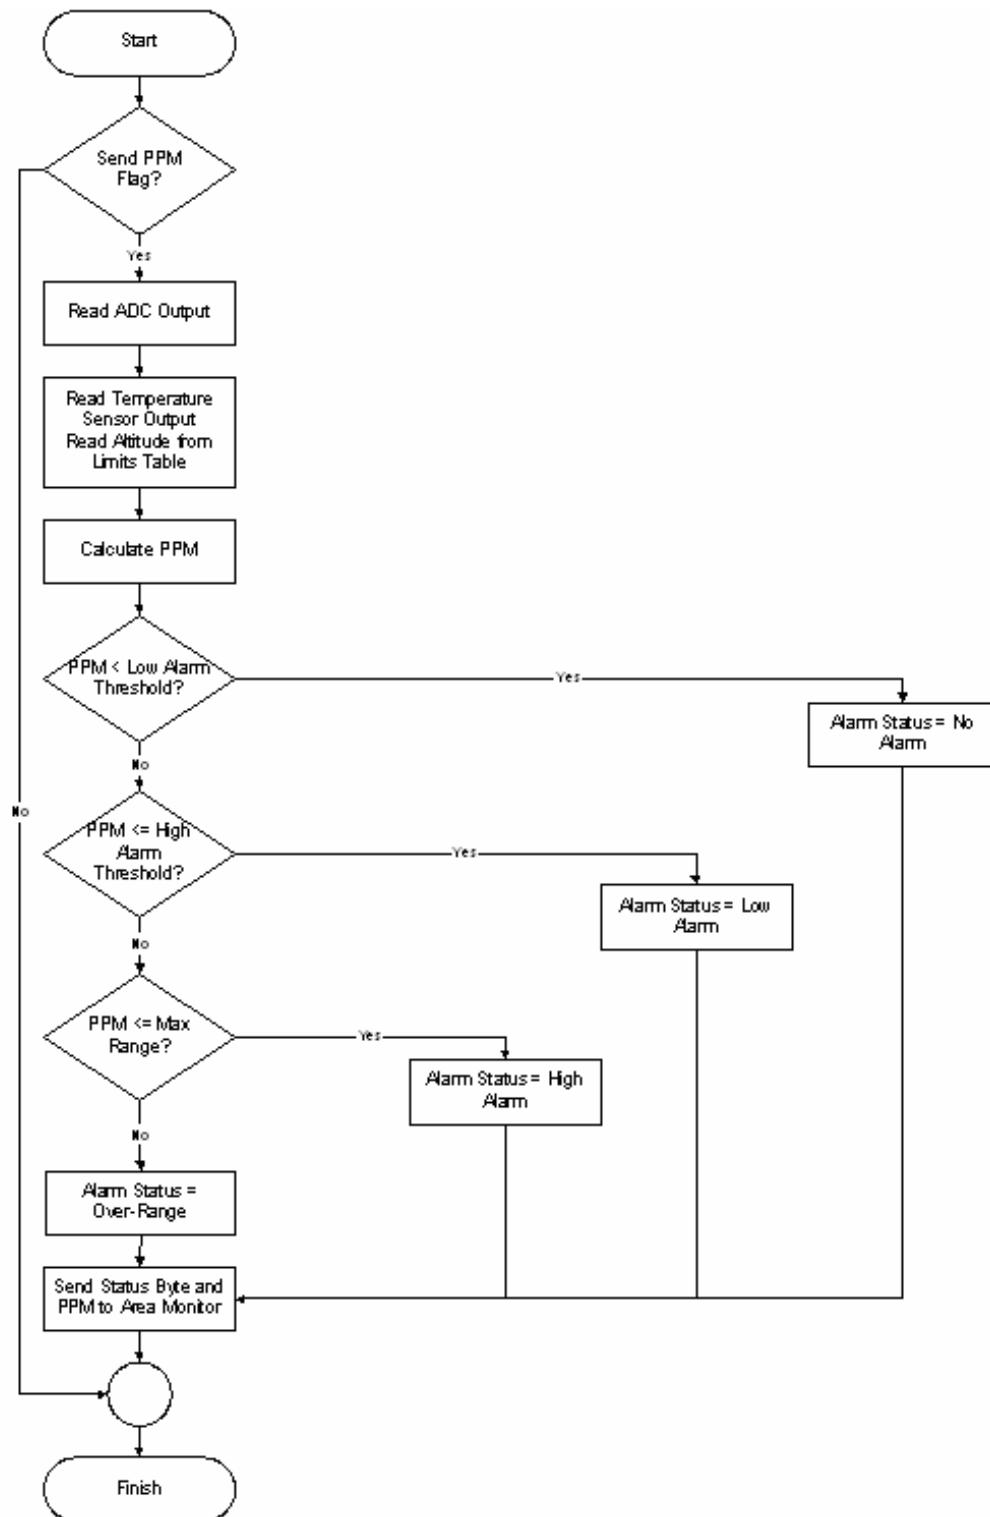 Start
Send PPM
Flag?
Yes
Read ADC Output
Read Temperature
Sensor Output
Read Altitude from
Limits Table
Calculate PPM
PPM < Low Alarm
Threshold?
Yes
Alarm Status = No
Alarm
No
No
PPM <= High
Alarm
Threshold?
Yes
Alarm Status = Low
Alarm
No
PPM <= Max
Range?
Yes
Alarm Status = High
Alarm
No
Alarm Status =
Over-Range
Send Status Byte and
PPM to Area Monitor
Finish